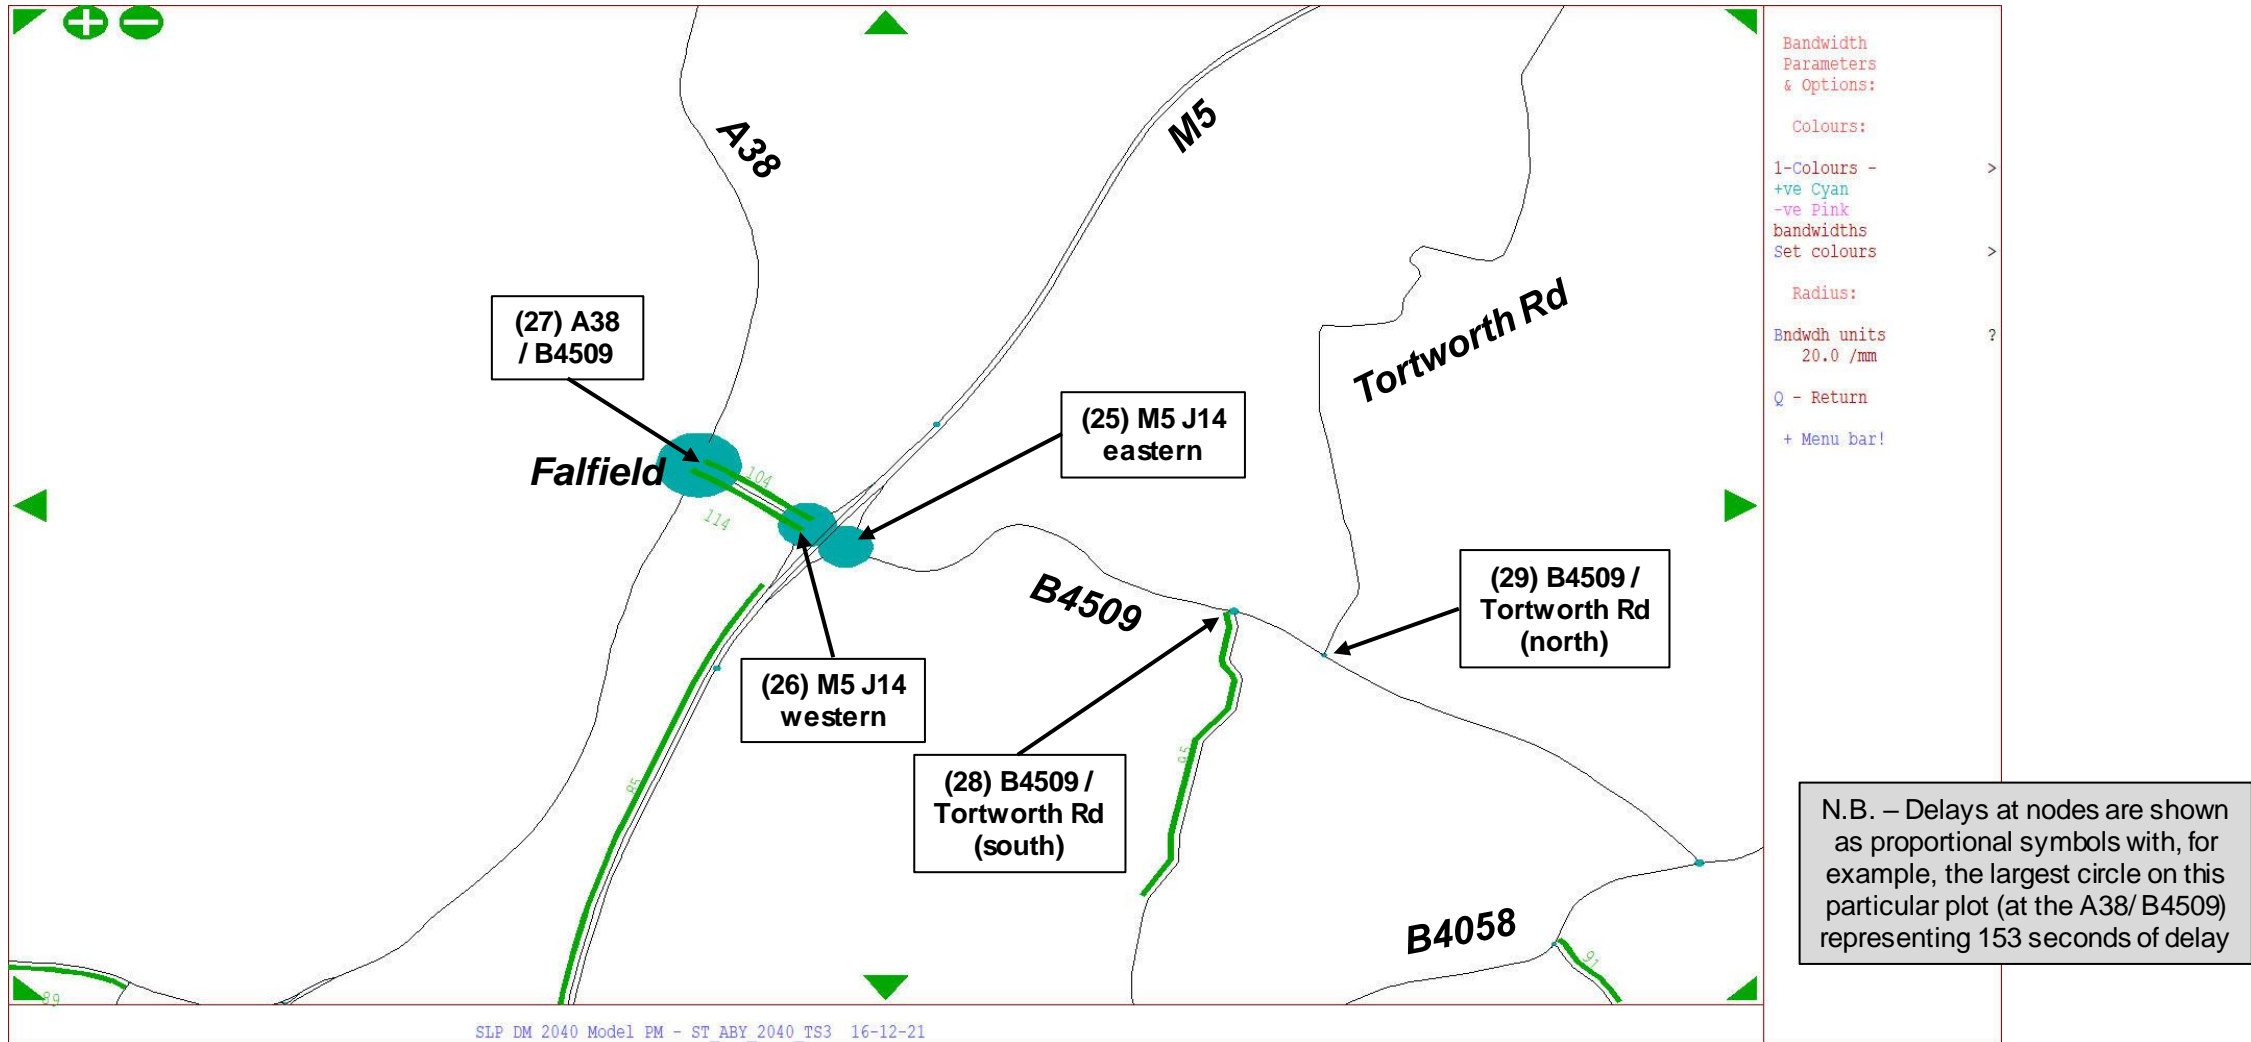 A38
M5
Tortworth Rd
(27) A38
/ B4509
(25) M5 J14
eastern
Falfield
104
114
B4509
(29) B4509 /
Tortworth Rd
(north)
(26) M5 J14
western
(28) B4509 /
Tortworth Rd
(south)
85
95
B4058
91
89
SLP DM 2040 Model PM - ST_ABY_2040_TS3 16-12-21
Bandwidth
Parameters
& Options:
Colours:
1-Colours - >
+ve Cyan
-ve Pink
bandwidths
Set colours >
Radius:
Bndwdh units ?
20.0 /mm
Q - Return
+ Menu bar!
N.B. – Delays at nodes are shown
as proportional symbols with, for
example, the largest circle on this
particular plot (at the A38/ B4509)
representing 153 seconds of delay